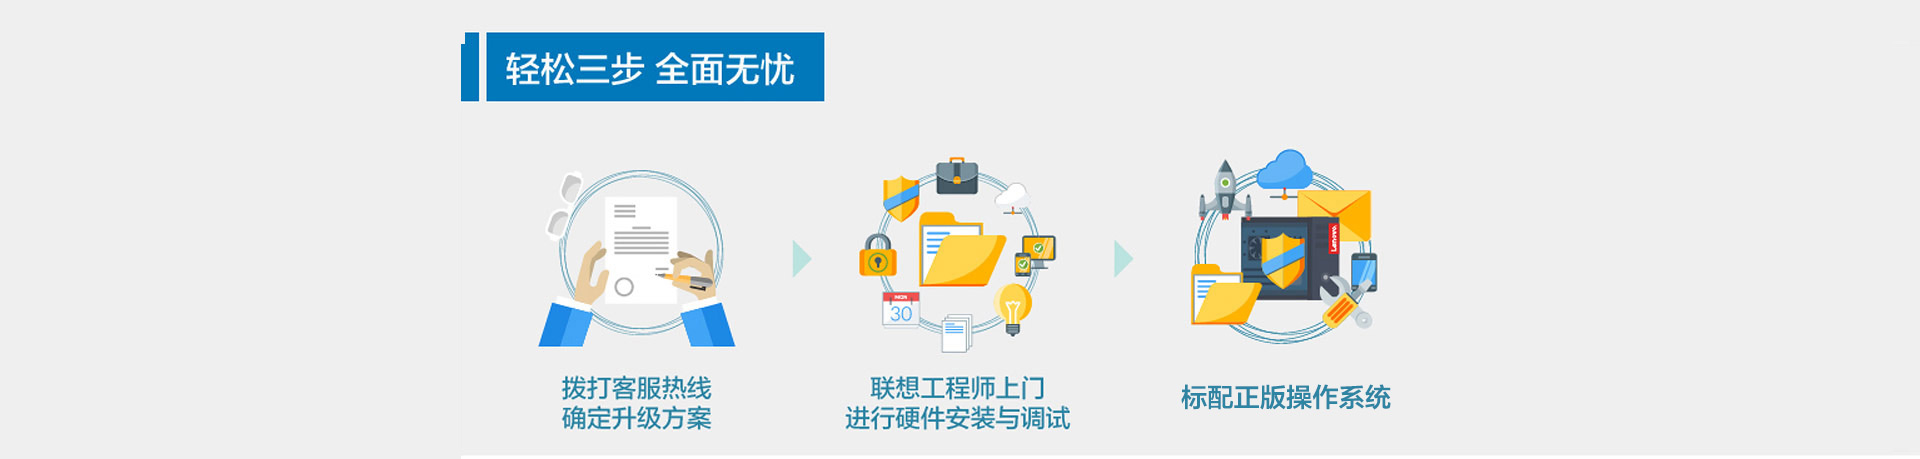 轻松三步 全面无忧
MON
30
Lenovo
拨打客服热线
确定升级方案
联想工程师上门
进行硬件安装与调试
标配正版操作系统